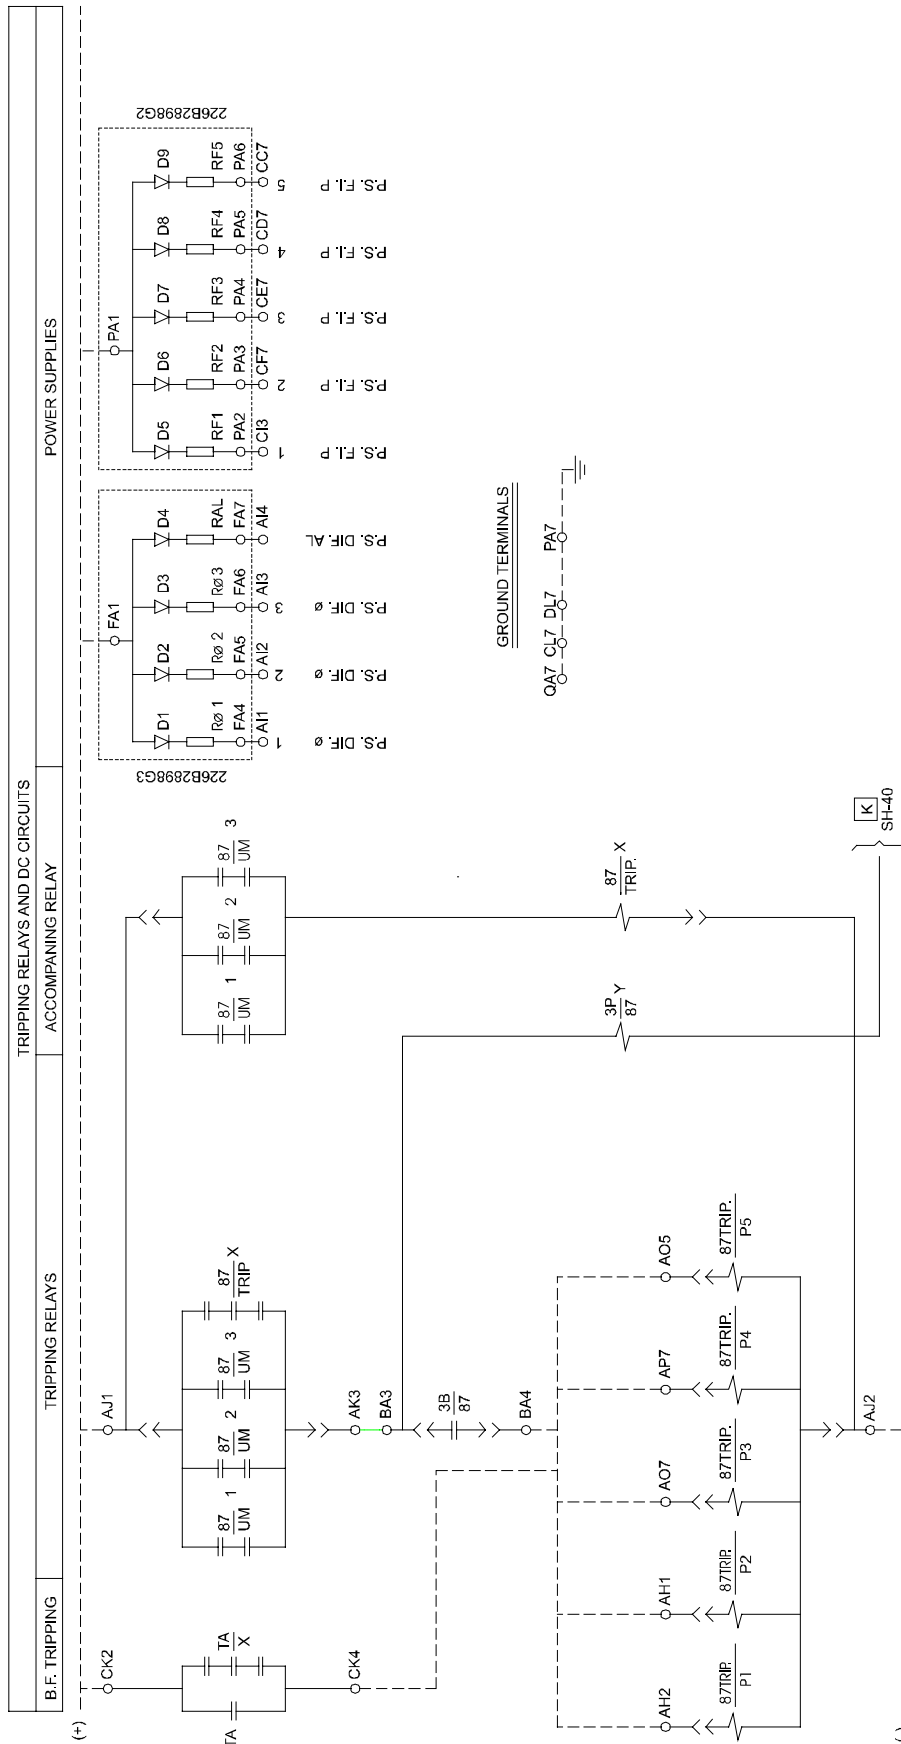 TRIPPING RELAYS AND DC CIRCUITS
B.F. TRIPPING
TRIPPING RELAYS
ACCOMPANING RELAY
POWER SUPPLIES
(+)
CK2
TA
TA
X
CK4
AJ1
87
UM
1
87
UM
2
87
UM
3
87
TRIP
X
AK3
BA3
3B
87
BA4
AH2
AH1
AO7
AP7
AO5
87TRIP.
P1
87TRIP.
P2
87TRIP.
P3
87TRIP.
P4
87TRIP.
P5
AJ2
(-)
87
UM
1
87
UM
2
87
UM
3
3P
87
Y
87
TRIP.
X
K
SH-40
226B2898G3
FA1
D1
D2
D3
D4
RØ 1
RØ 2
RØ 3
RAL
FA4
FA5
FA6
FA7
AI1
AI2
AI3
AI4
1
2
3
P.S. DIF. Ø
P.S. DIF. Ø
P.S. DIF. Ø
P.S. DIF. AL
226B2898G2
PA1
D5
D6
D7
D8
D9
RF1
RF2
RF3
RF4
RF5
PA2
PA3
PA4
PA5
PA6
CI3
CF7
CE7
CD7
CC7
1
2
3
4
5
P.S. F.I. P
P.S. F.I. P
P.S. F.I. P
P.S. F.I. P
P.S. F.I. P
GROUND TERMINALS
QA7
CL7
DL7
PA7